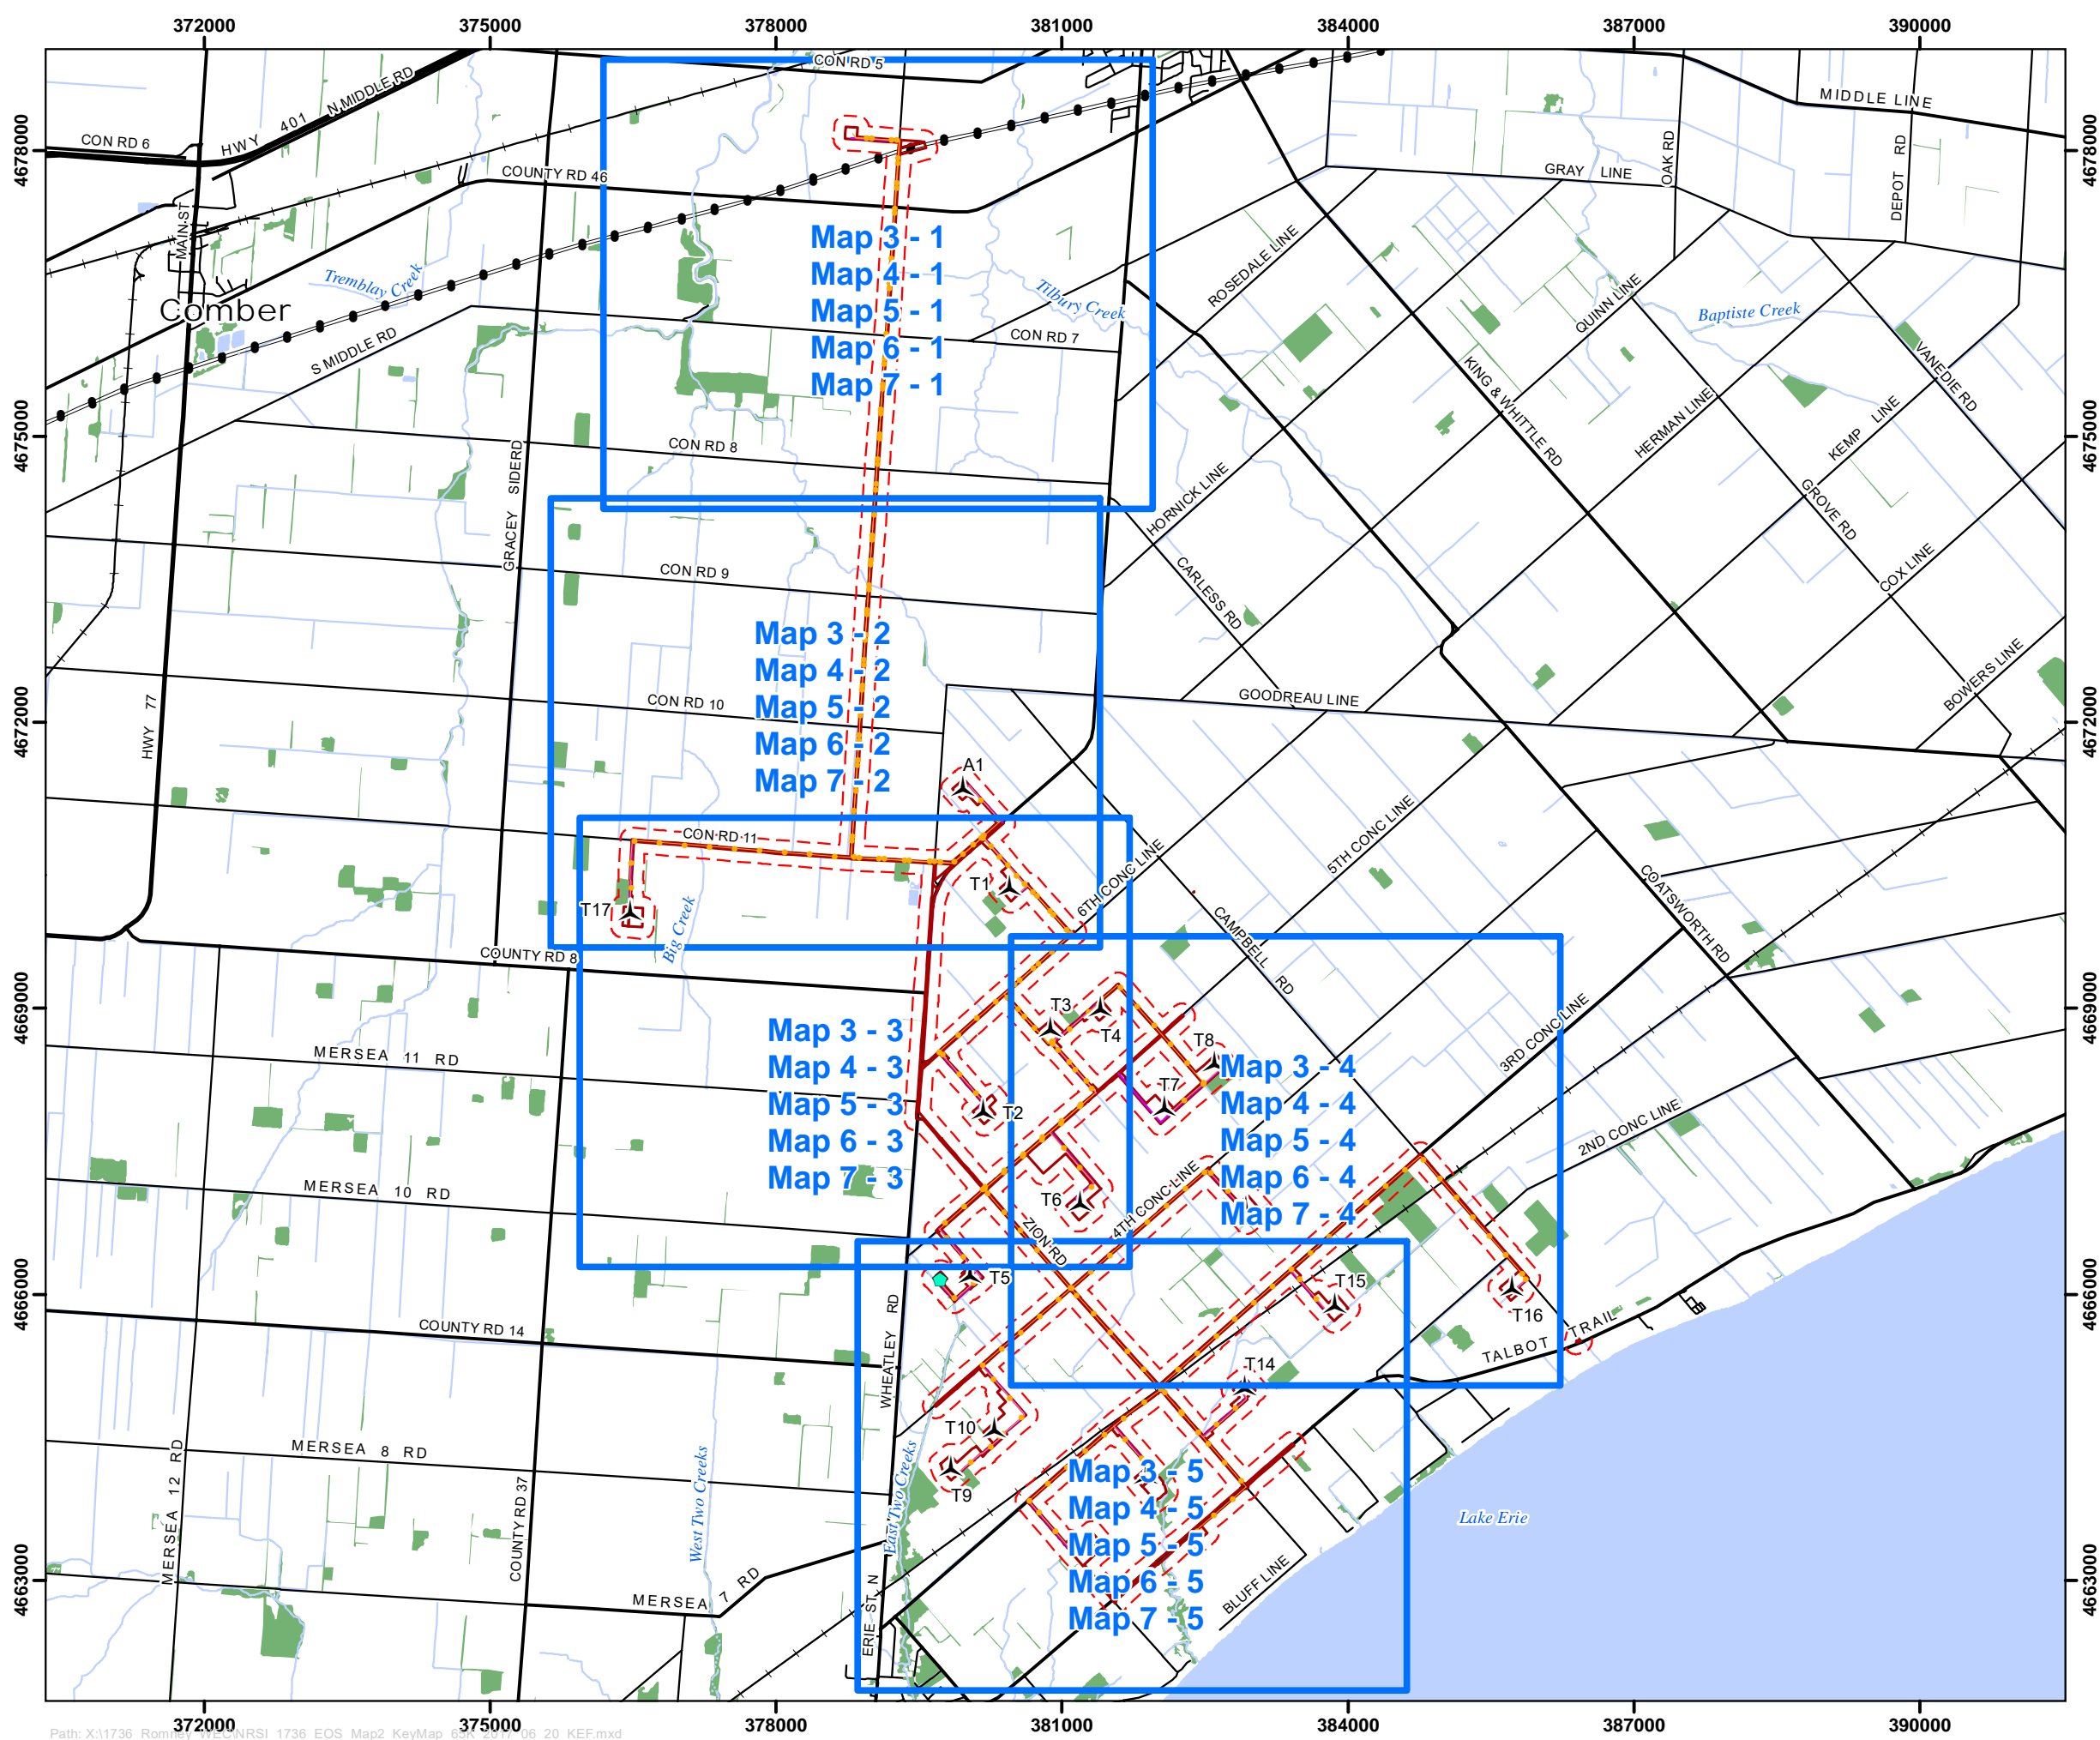 372000 375000 378000 381000 384000 387000 390000
CON RD 5
N MIDDLE RD
HWY 401
CON RD 6
MIDDLE LINE
4678000
4678000
COUNTY RD 46
GRAY LINE
OAK RD
DEPOT RD
MAIN ST
Map 3 - 1
Map 4 - 1
Map 5 - 1
Map 6 - 1
Map 7 - 1
ROSEDALE LINE
Tremblay Creek
Tilbury Creek
QUINN LINE
Baptiste Creek
Comber
S MIDDLE RD
CON RD 7
KING & WHITTLE RD
VANEDIE RD
HERMAN LINE
KEMP LINE
4675000
4675000
CON RD 8
GRACEY SIDERD
HORNICK LINE
GROVE RD
CON RD 9
CARLESS RD
COX LINE
Map 3 - 2
Map 4 - 2
Map 5 - 2
Map 6 - 2
Map 7 - 2
BOWERS LINE
CON RD 10
GOODREAU LINE
4672000
4672000
HWY 77
A1
CON RD 11
5TH CONC LINE
6TH CONC LINE
T1
T17
COATSWORTH RD
Big Creek
CAMPBELL RD
COUNTY RD 8
4669000
4669000
T3
T4
T8
Map 3 - 3
Map 4 - 3
Map 5 - 3
Map 6 - 3
Map 7 - 3
3RD CONC LINE
MERSEA 11 RD
T7
T2
Map 3 - 4
Map 4 - 4
Map 5 - 4
Map 6 - 4
Map 7 - 4
2ND CONC LINE
MERSEA 10 RD
T6
4TH CONC LINE
ZION RD
T5
T15
T16
4666000
4666000
COUNTY RD 14
WHEATLEY RD
TALBOT TRAIL
T14
T10
T9
MERSEA 8 RD
MERSEA 12 RD
COUNTY RD 37
West Two Creeks
East Two Creeks
Map 3 - 5
Map 4 - 5
Map 5 - 5
Map 6 - 5
Map 7 - 5
Lake Erie
4663000
4663000
MERSEA 7 RD
ERIE ST N
BLUFF LINE
372000 375000 378000 381000 384000 387000 390000
Path: X:\1736_Romney_WEC\NRSI_1736_EOS_Map2_KeyMap_65K_2017_06_20_KEF.mxd